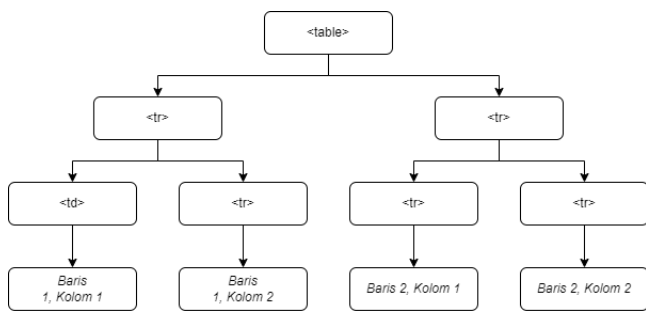 <table>
<tr>
<tr>
<td>
<tr>
<tr>
<tr>
Baris
1, Kolom 1
Baris
1, Kolom 2
Baris 2, Kolom 1
Baris 2, Kolom 2